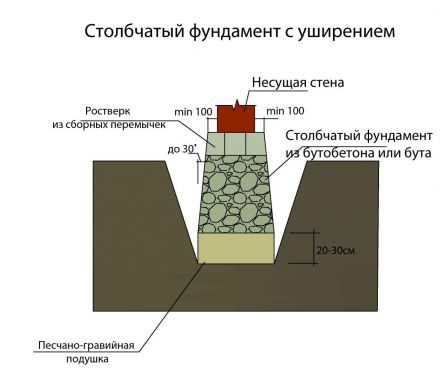 Столбчатый фундамент с уширением
Несущая стена
Ростверк
из сборных перемычек
min 100
min 100
до 30°
Столбчатый фундамент
из бутобетона или бута
20-30см
Песчано-гравийная
подушка